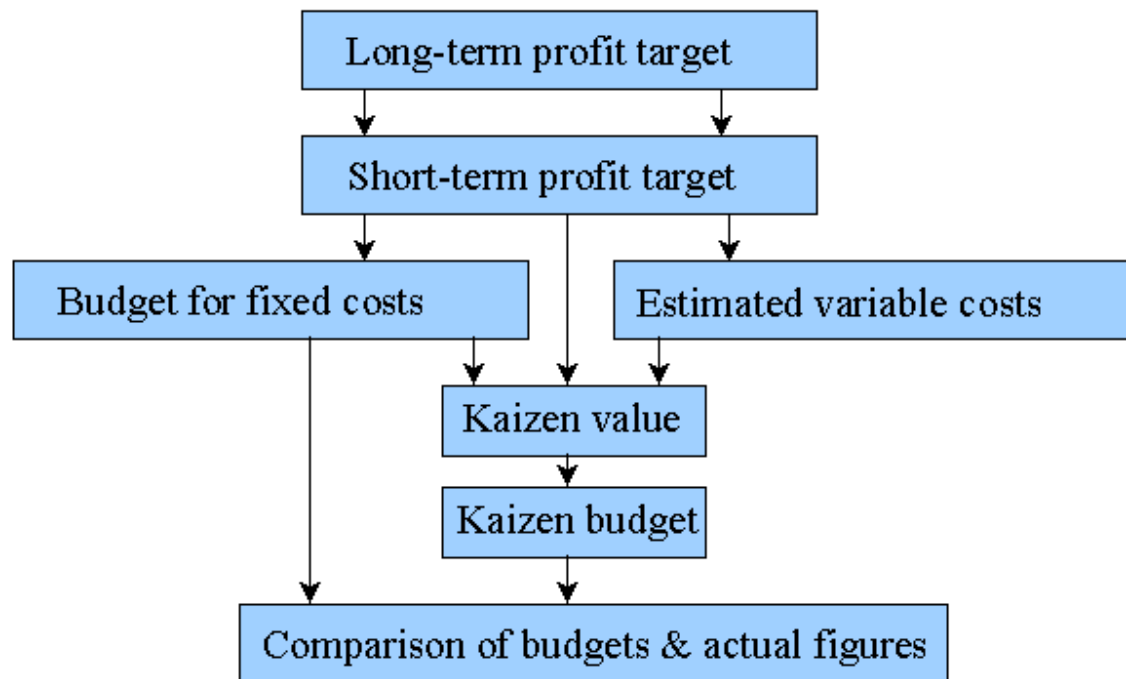 Long-term profit target
Short-term profit target
Budget for fixed costs
Estimated variable costs
Kaizen value
Kaizen budget
Comparison of budgets & actual figures